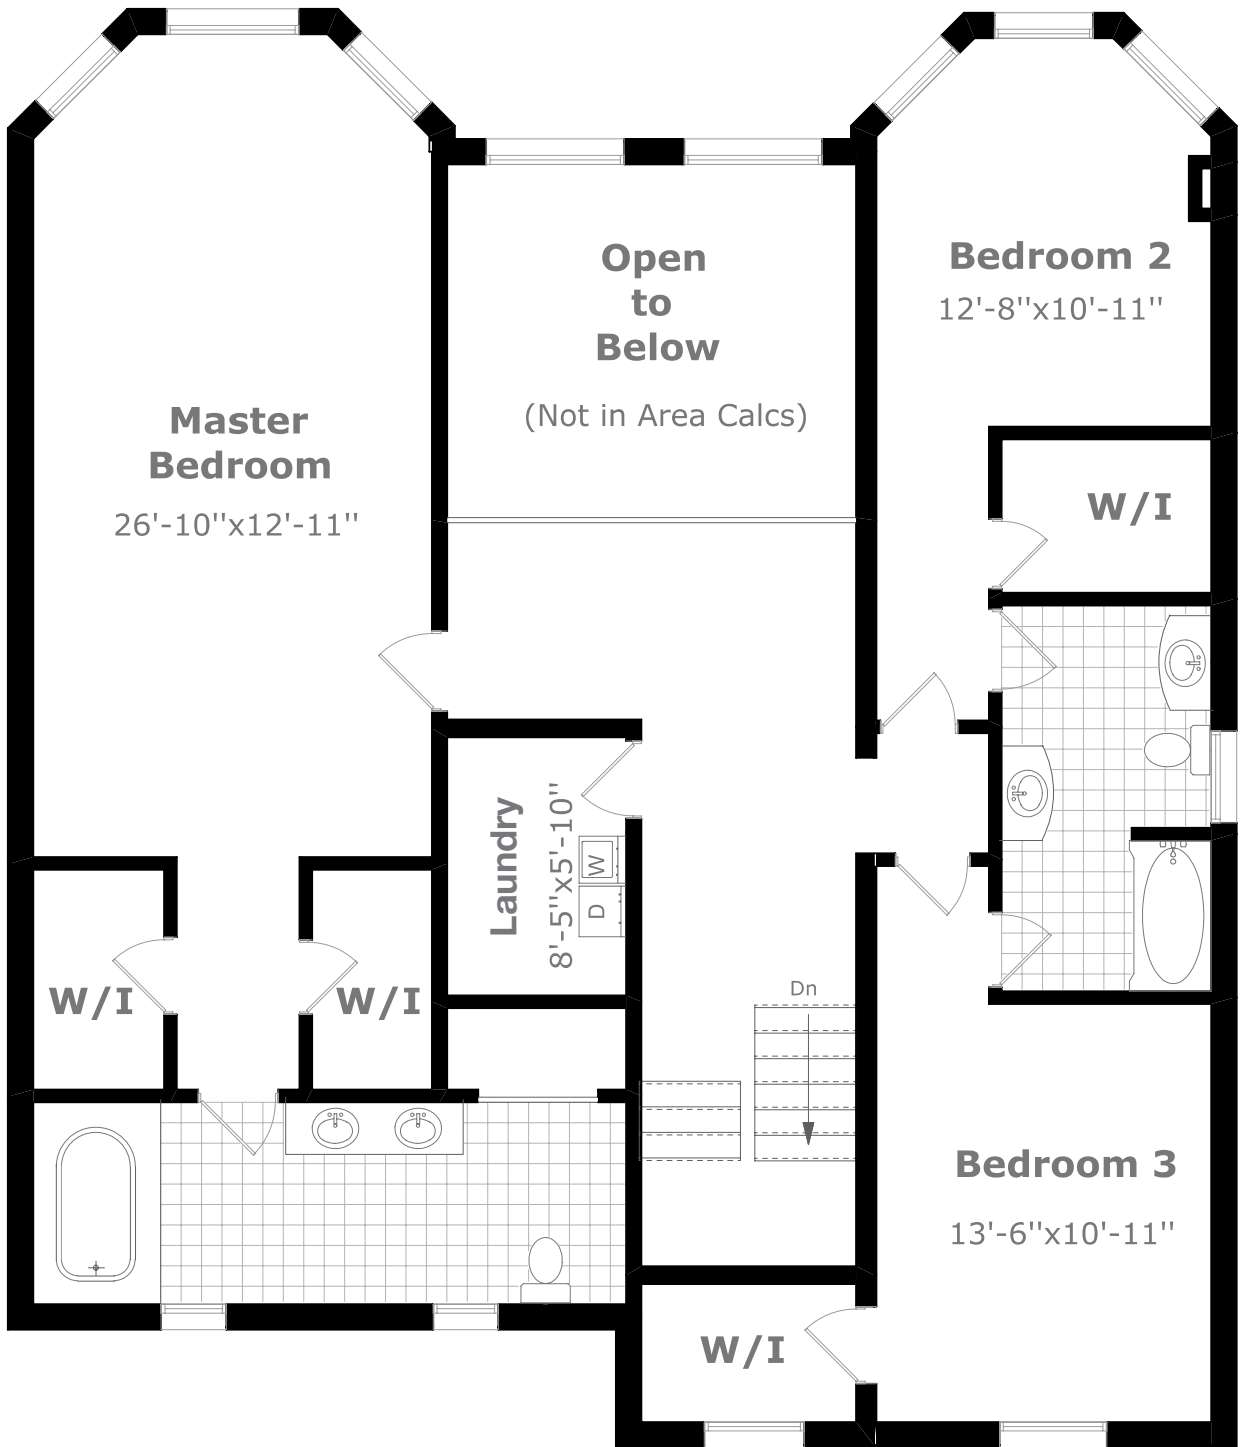 Open
to
Below
(Not in Area Calcs)
Bedroom 2
12'-8''x10'-11''
Master
Bedroom
26'-10''x12'-11''
W/I
Laundry
8'-5''x5'-10''
W
D
W/I
W/I
Dn
Bedroom 3
13'-6''x10'-11''
W/I